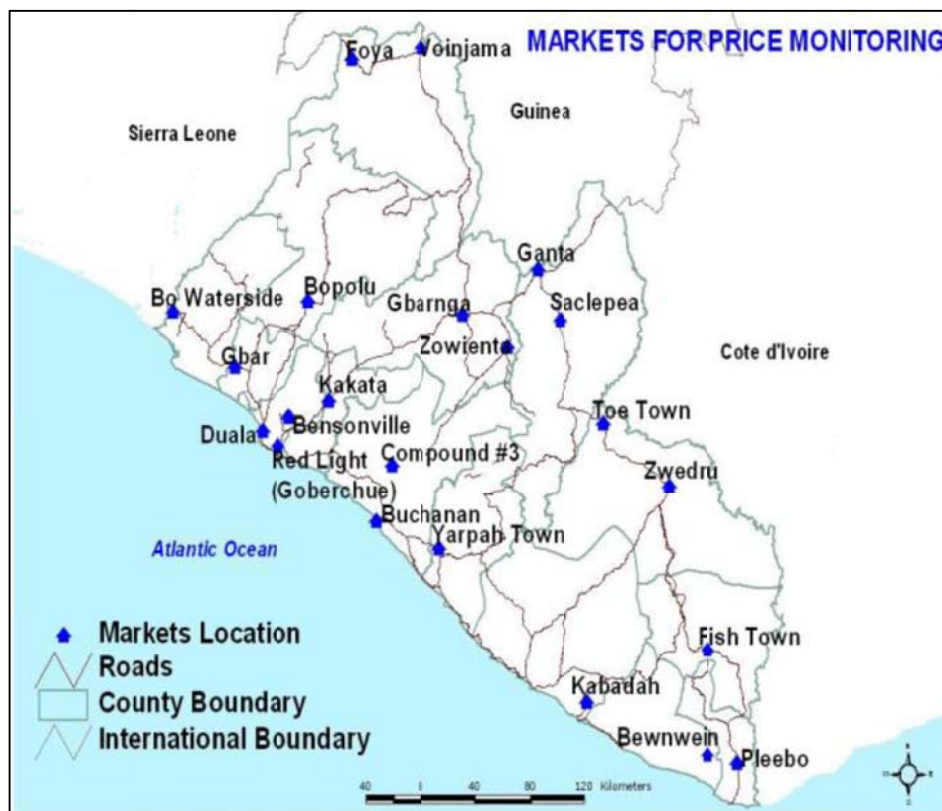 MARKETS FOR PRICE MONITORING
Foya
Voinjama
Guinea
Sierra Leone
Ganta
Bo Waterside
Bopolu
Gbarnga
Saclepea
Zowienta
Cote d'Ivoire
Gbar
Kakata
Toe Town
Bensonville
Duala
Compound #3
Red Light
(Goberchue)
Zwedru
Buchanan
Yarpah Town
Atlantic Ocean
Markets Location
Roads
County Boundary
International Boundary
Fish Town
Kabadah
Bewnwein
Pleebo
40 0 40 80 120 Kilometers